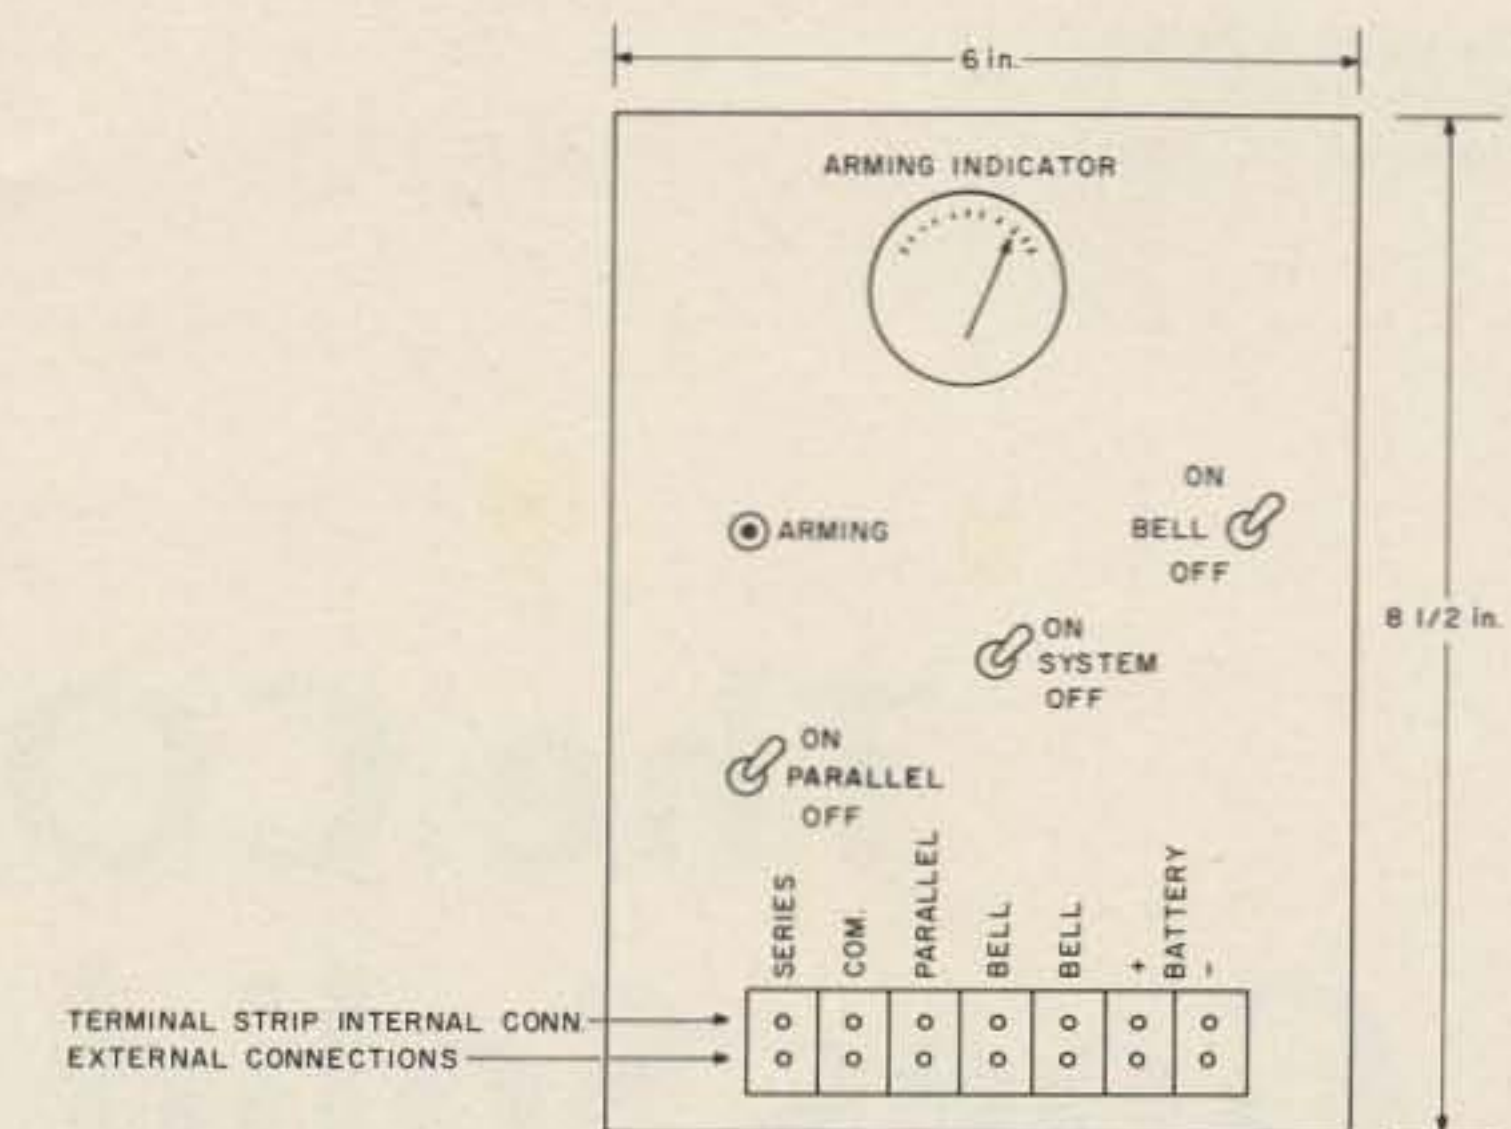 6 in.
ARMING INDICATOR
ON
BELL
OFF
ARMING
8 1/2 in.
ON
SYSTEM
OFF
ON
PARALLEL
OFF
SERIES
COM.
PARALLEL
BELL
BELL
+
BATTERY
-
TERMINAL STRIP INTERNAL CONN.
EXTERNAL CONNECTIONS